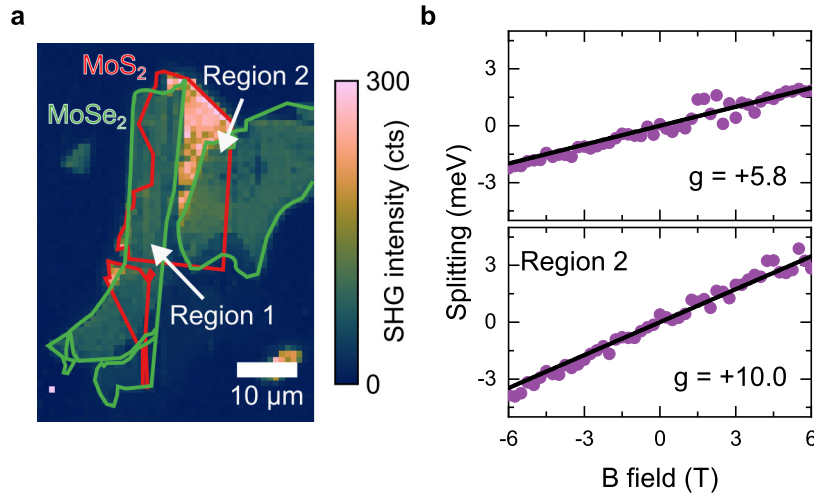 a
MoS2
MoSe2
Region 2
Region 1
10 µm
300
0
SHG intensity (cts)
b
3
0
-3
g = +5.8
Region 2
3
0
-3
g = +10.0
Splitting (meV)
-6 -3 0 3 6
B field (T)